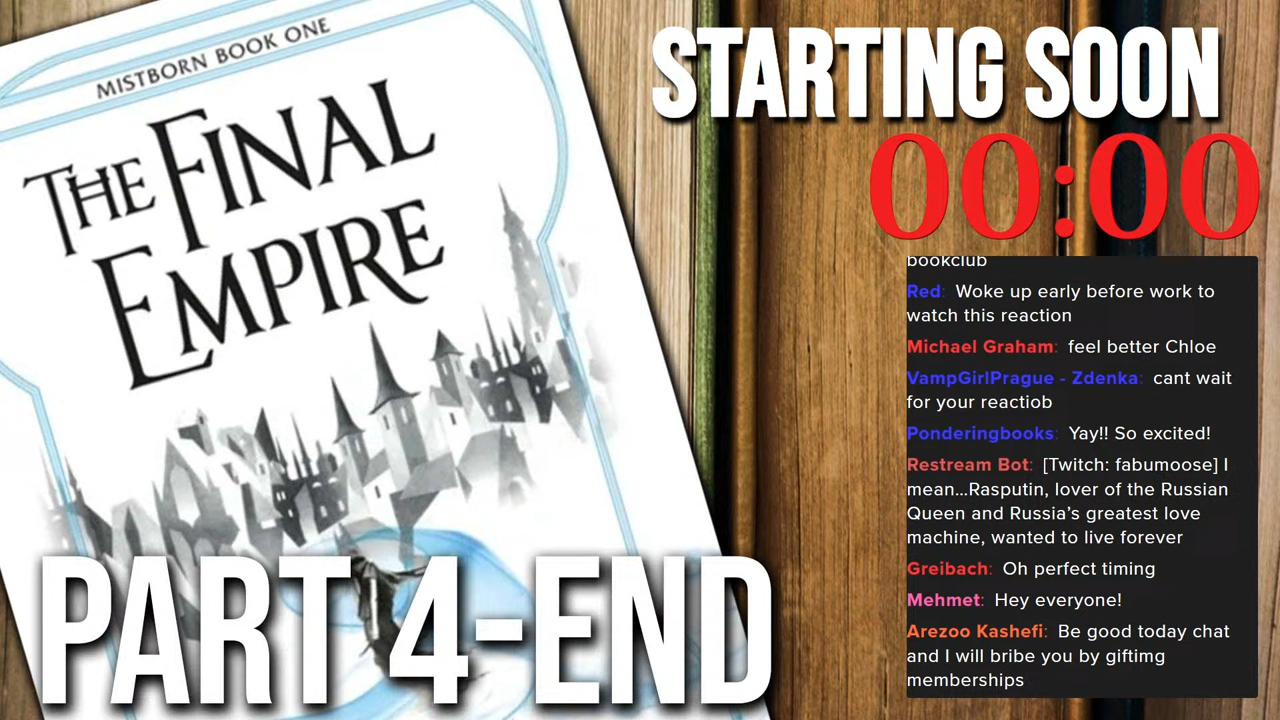 MISTBORN BOOK ONE
THE FINAL
EMPIRE
PART 4-END
STARTING SOON
00:00
bookclub
Red: Woke up early before work to
watch this reaction
Michael Graham: feel better Chloe
VampGirlPrague - Zdenka: cant wait
for your reactiob
Ponderingbooks: Yay!! So excited!
Restream Bot: [Twitch: fabumoose] I
mean...Rasputin, lover of the Russian
Queen and Russia’s greatest love
machine, wanted to live forever
Greibach: Oh perfect timing
Mehmet: Hey everyone!
Arezoo Kashefi: Be good today chat
and I will bribe you by giftimg
memberships